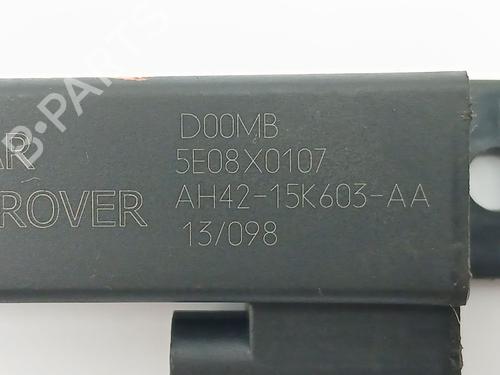 D00MB
5E08X0107
AR
ROVER
AH42-15K603-AA
13/098
B-PARTS